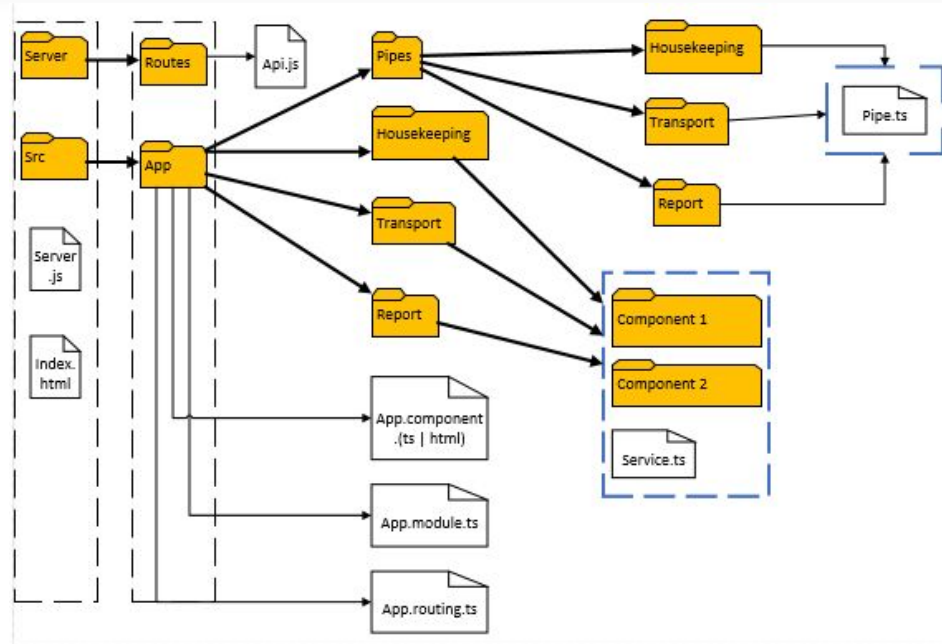 Server
Routes
Api.js
Pipes
Housekeeping
Pipe.ts
Transport
Housekeeping
Src
App
Report
Transport
Server
.js
Report
Component 1
Index.
html
Component 2
App.component
.(ts | html)
Service.ts
App.module.ts
App.routing.ts